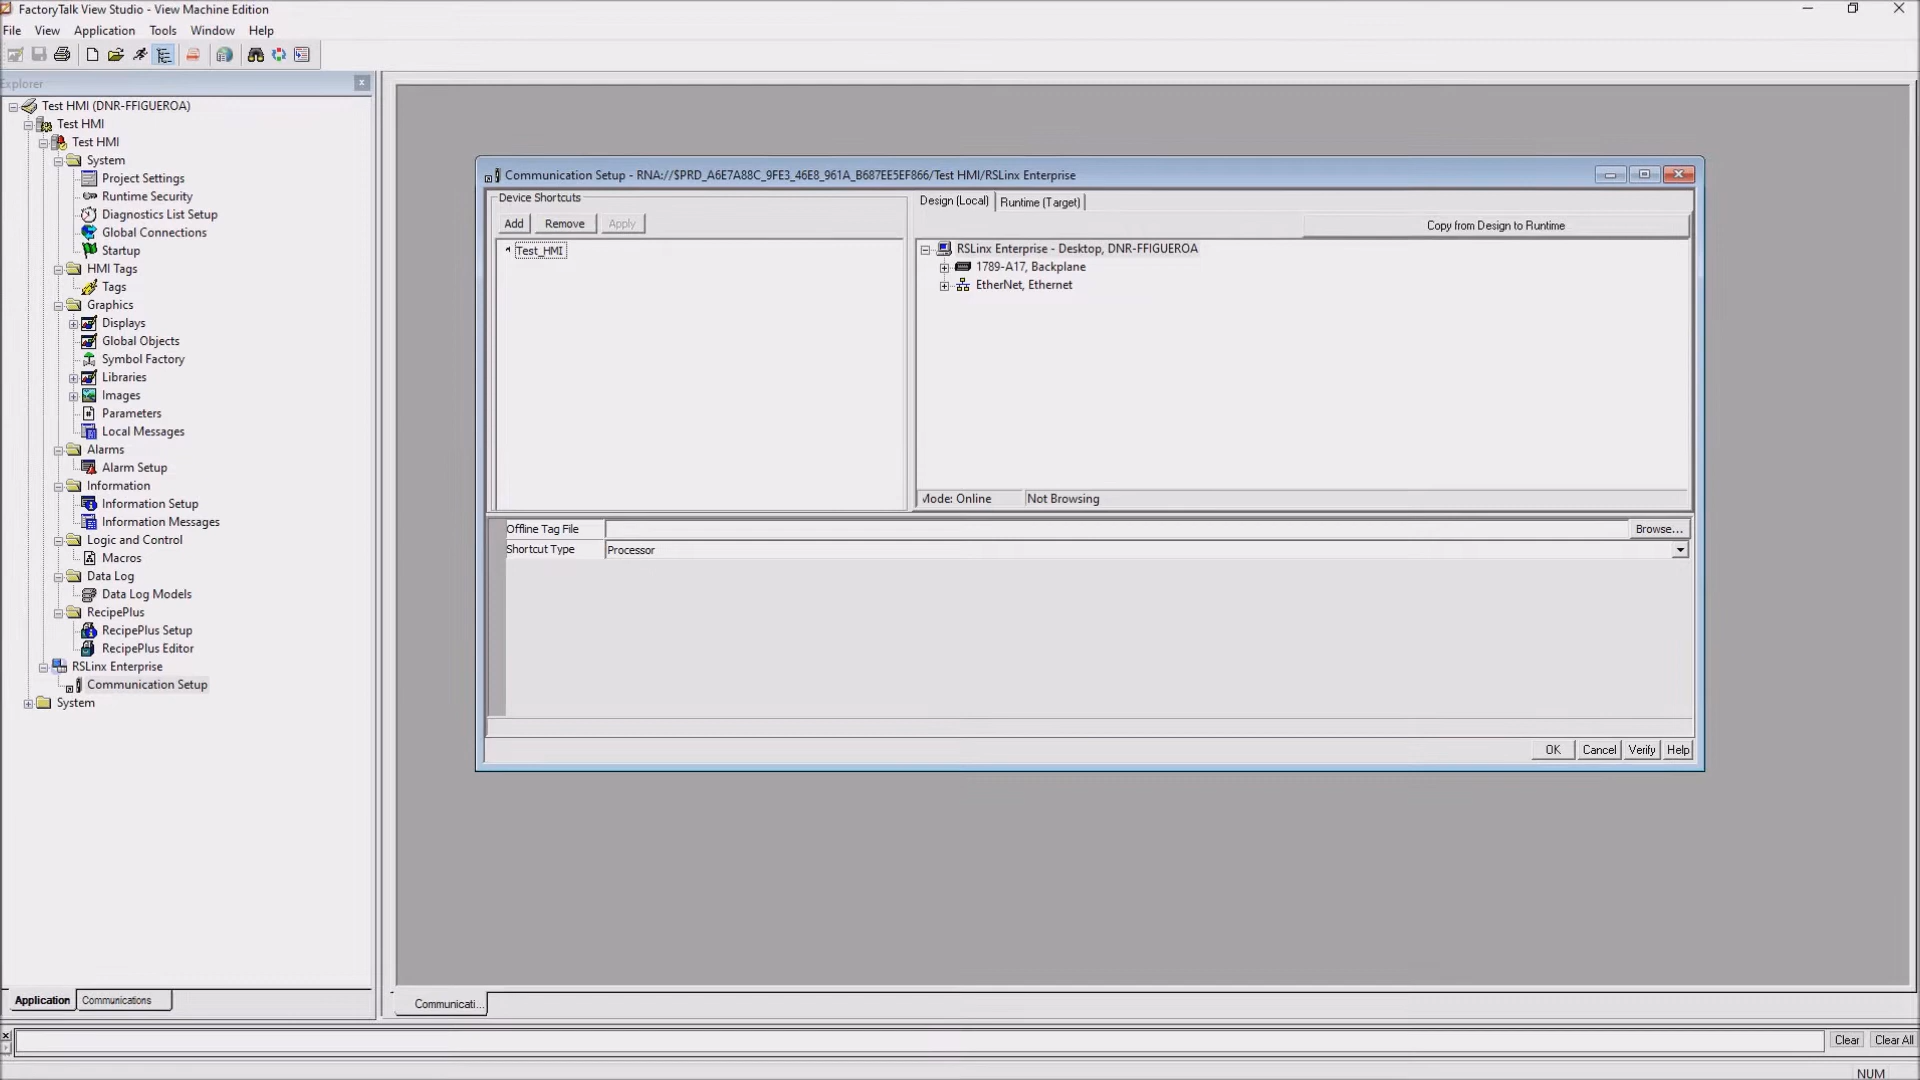 FactoryTalk View Studio - View Machine Edition
File View Application Tools Window Help
Explorer
Test HMI (DNR-FFIGUEROA)
Test HMI
Test HMI
System
Project Settings
Runtime Security
Diagnostics List Setup
Global Connections
Startup
HMI Tags
Tags
Graphics
Displays
Global Objects
Symbol Factory
Libraries
Images
Parameters
Local Messages
Alarms
Alarm Setup
Information
Information Setup
Information Messages
Logic and Control
Macros
Data Log
Data Log Models
RecipePlus
RecipePlus Setup
RecipePlus Editor
RSLinx Enterprise
Communication Setup
System
Application Communications
Communication Setup - RNA://$PRD_A6E7A88C_9FE3_46E8_961A_B687EE5EF866/Test HMI/RSLinx Enterprise
Device Shortcuts
Add Remove Apply
Test_HMI
Design (Local) Runtime (Target)
Copy from Design to Runtime
RSLinx Enterprise - Desktop, DNR-FFIGUEROA
1789-A17, Backplane
EtherNet, Ethernet
Mode: Online Not Browsing
Offline Tag File Browse...
Shortcut Type Processor
OK Cancel Verify Help
Communicati...
Clear Clear All
NUM